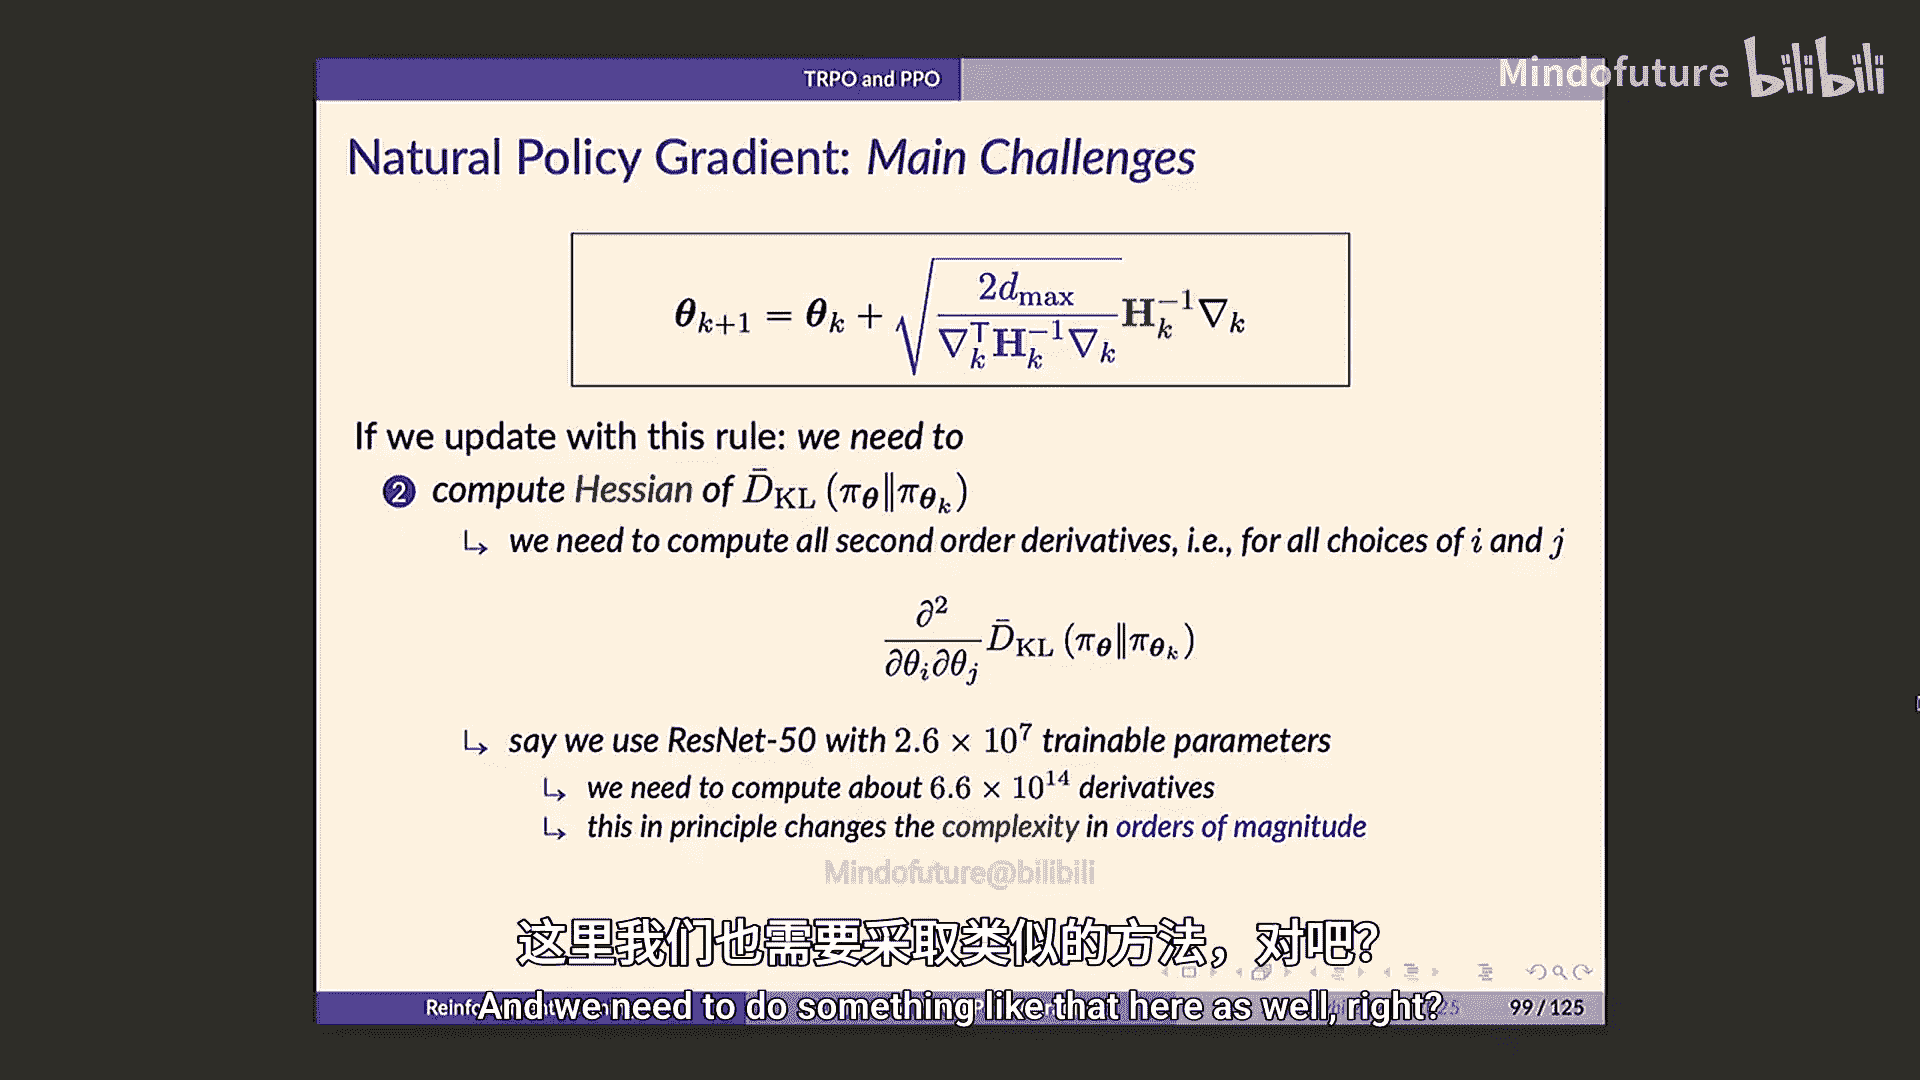 TRPO and PPO
Mindofuture bilibili
Natural Policy Gradient: Main Challenges
θ_{k+1} = θ_k + √(2d_max / (∇_k^T H_k^{-1} ∇_k)) H_k^{-1} ∇_k
If we update with this rule: we need to
2 compute Hessian of D̄_KL (π_θ‖π_{θ_k})
↳ we need to compute all second order derivatives, i.e., for all choices of i and j
∂²/∂θ_i∂θ_j D̄_KL (π_θ‖π_{θ_k})
↳ say we use ResNet-50 with 2.6 × 10⁷ trainable parameters
↳ we need to compute about 6.6 × 10¹⁴ derivatives
↳ this in principle changes the complexity in orders of magnitude
Mindofuture@bilibili
这里我们也需要采取类似的方法，对吧？
And we need to do something like that here as well, right?
99 / 125